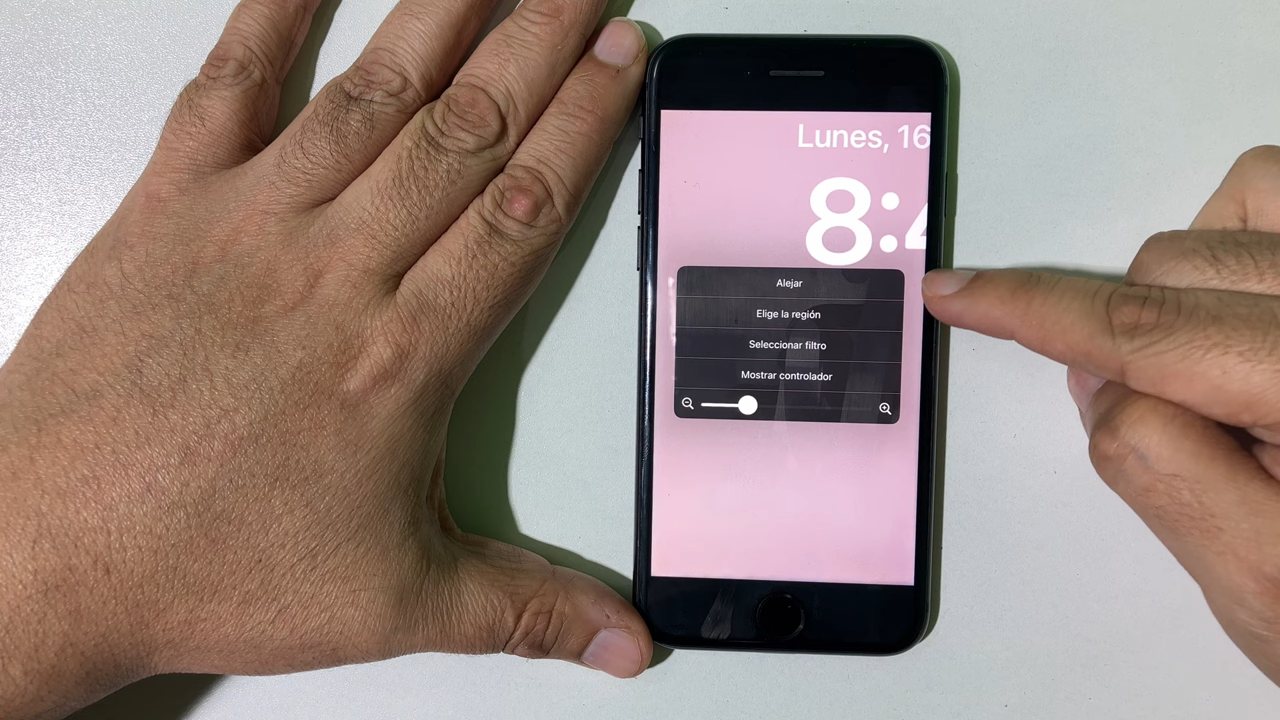 Lunes, 16
8:4
Alejar
Elige la región
Seleccionar filtro
Mostrar controlador